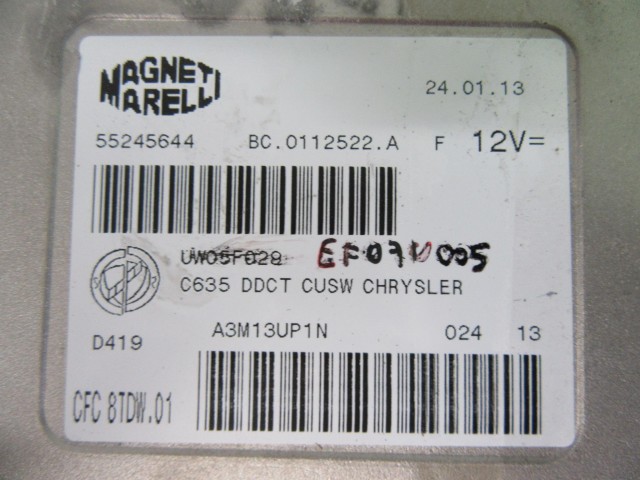 MAGNETI MARELLI
24.01.13
55245644 BC.0112522.A F 12V=
UW05F029 EF07V005
C635 DDCT CUSW CHRYSLER
D419 A3M13UP1N 024 13
CFC 8TDW.01